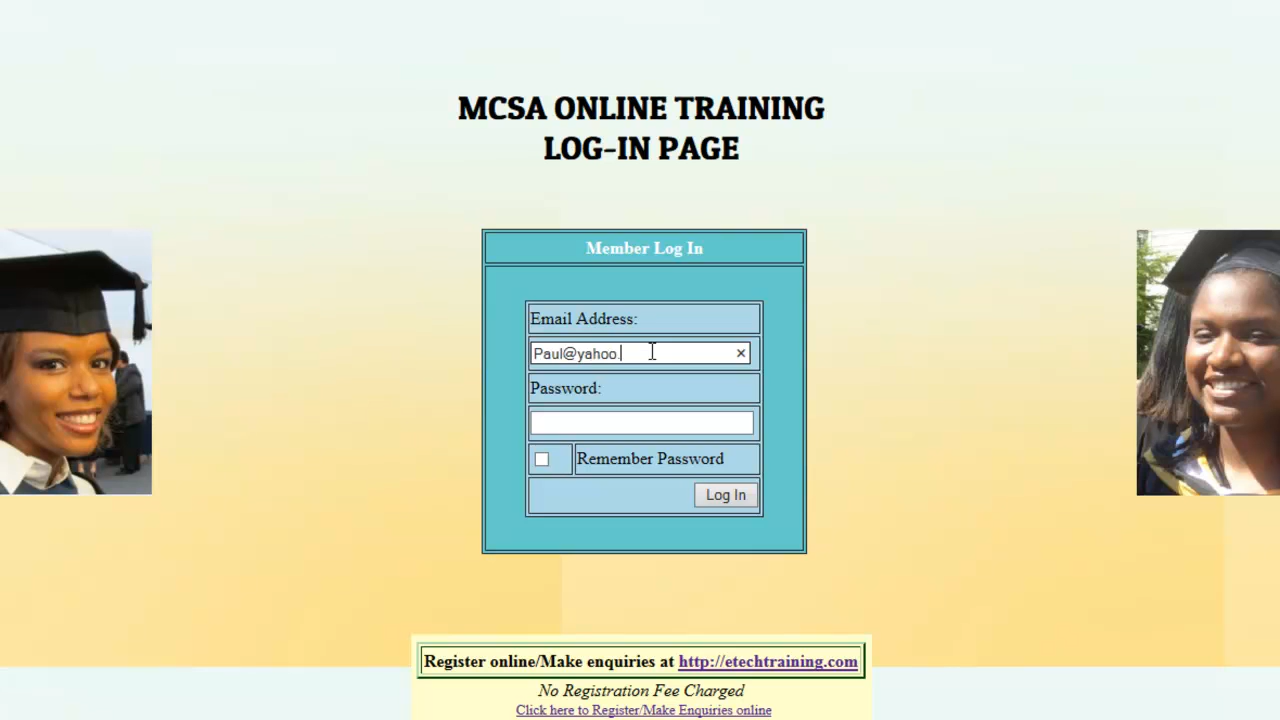 MCSA ONLINE TRAINING
LOG-IN PAGE
Member Log In
Email Address:
Paul@yahoo.
Password:
Remember Password
Log In
Register online/Make enquiries at http://etechtraining.com
No Registration Fee Charged
Click here to Register/Make Enquiries online